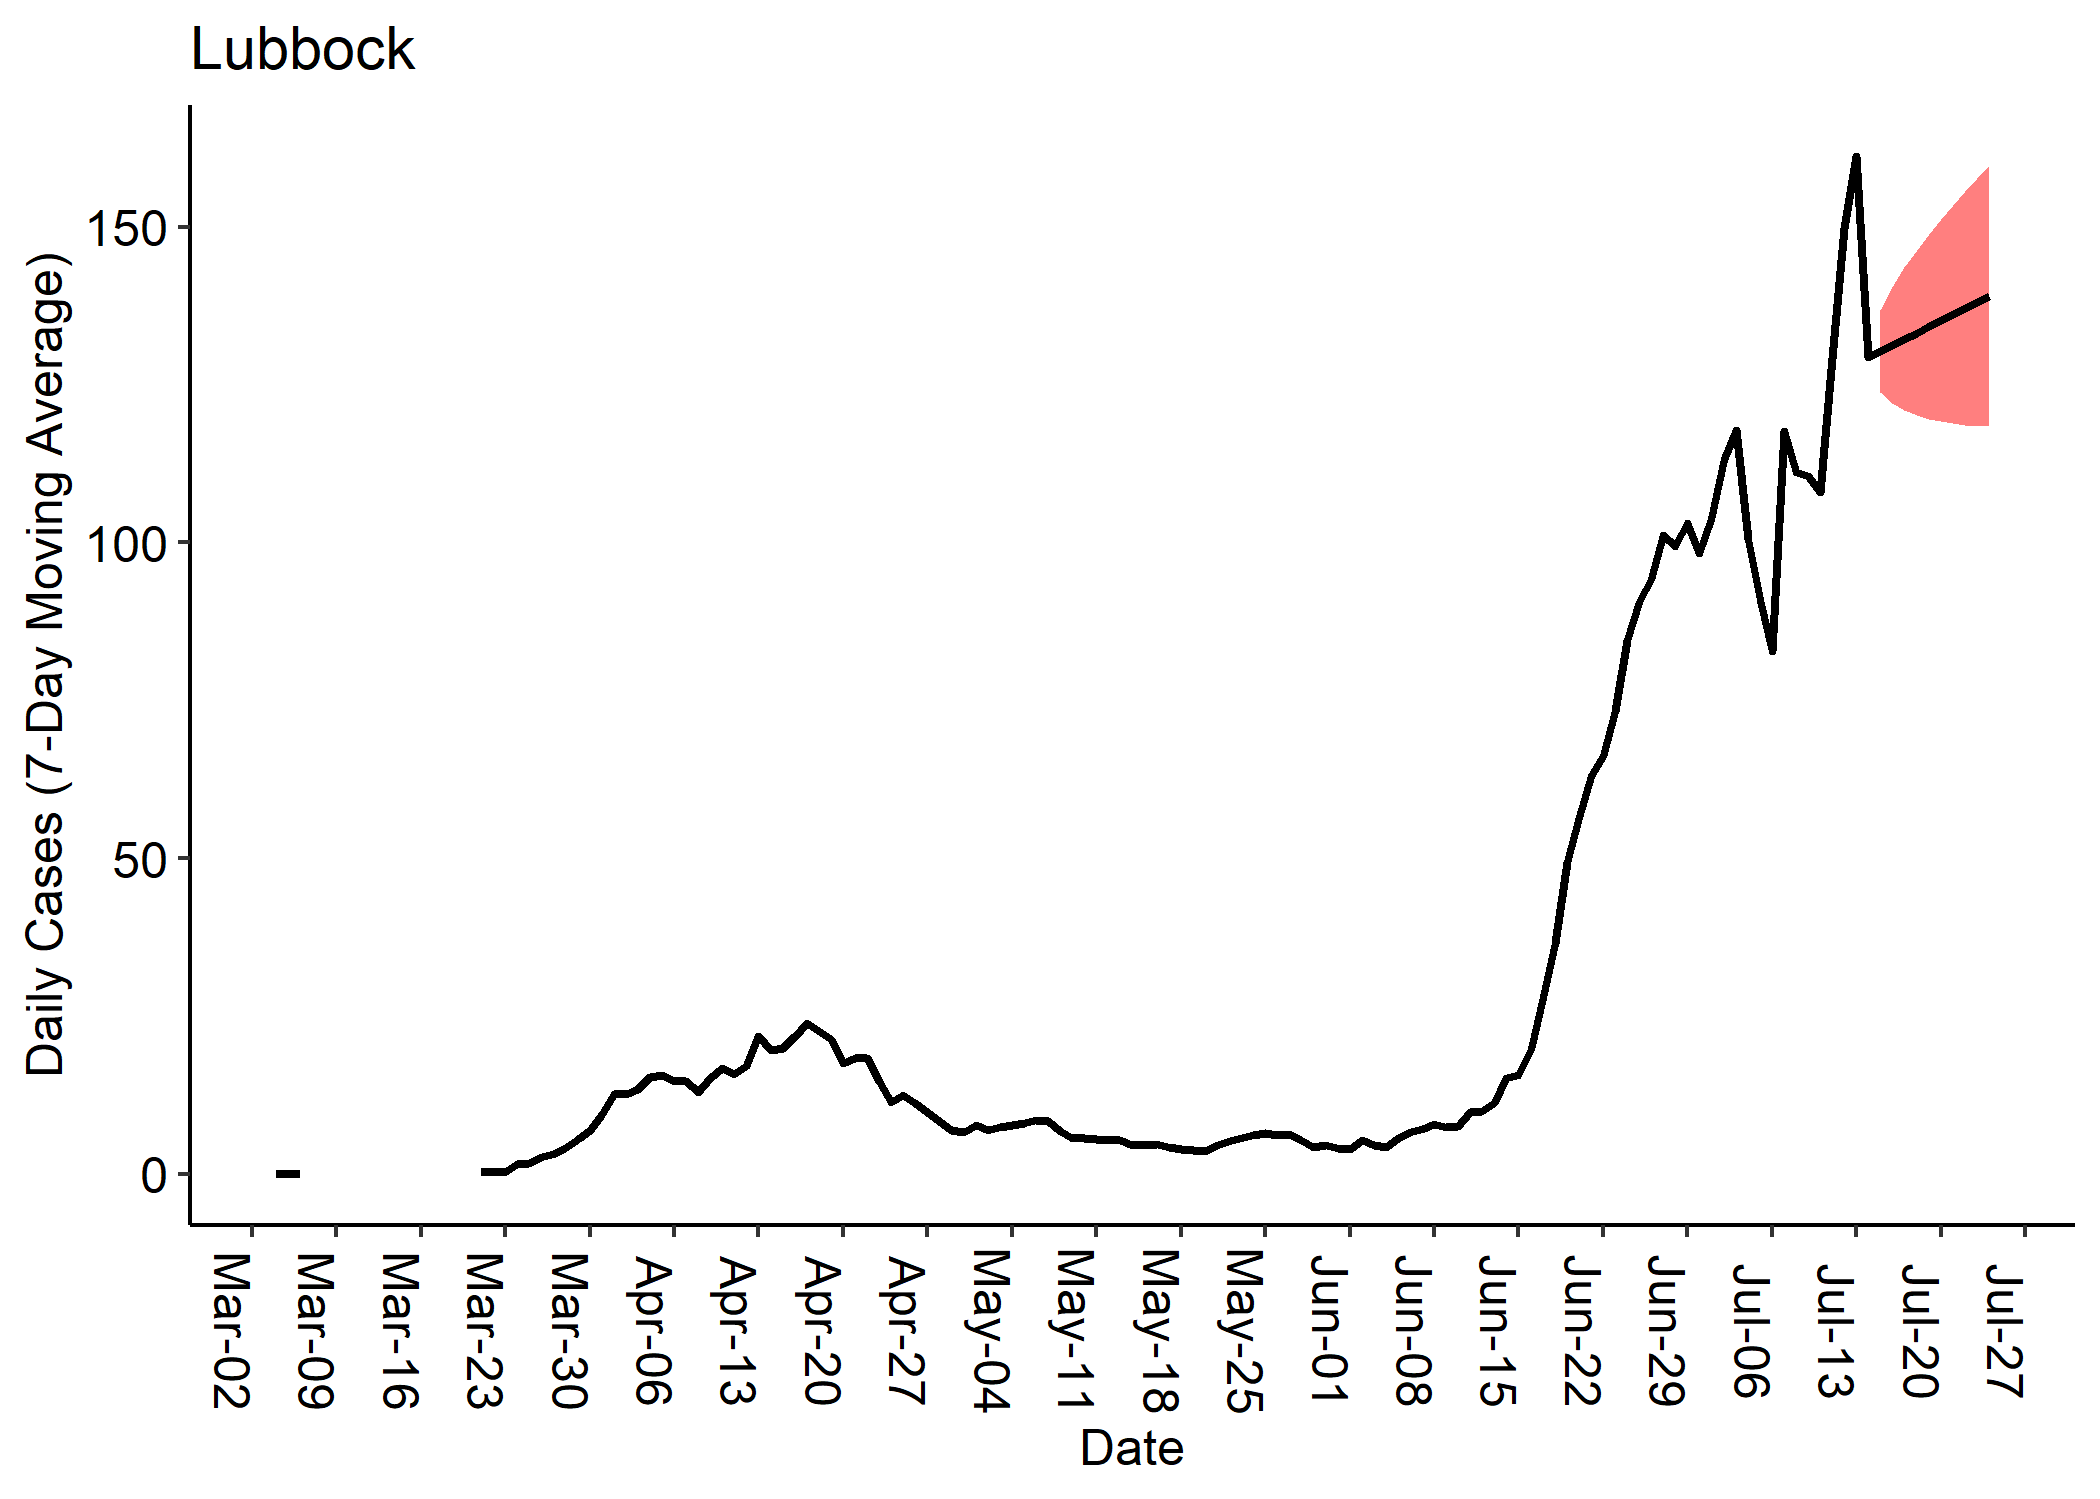 Lubbock
Daily Cases (7-Day Moving Average)
150
100
50
0
Mar-02
Mar-09
Mar-16
Mar-23
Mar-30
Apr-06
Apr-13
Apr-20
Apr-27
May-04
May-11
May-18
May-25
Jun-01
Jun-08
Jun-15
Jun-22
Jun-29
Jul-06
Jul-13
Jul-20
Jul-27
Date